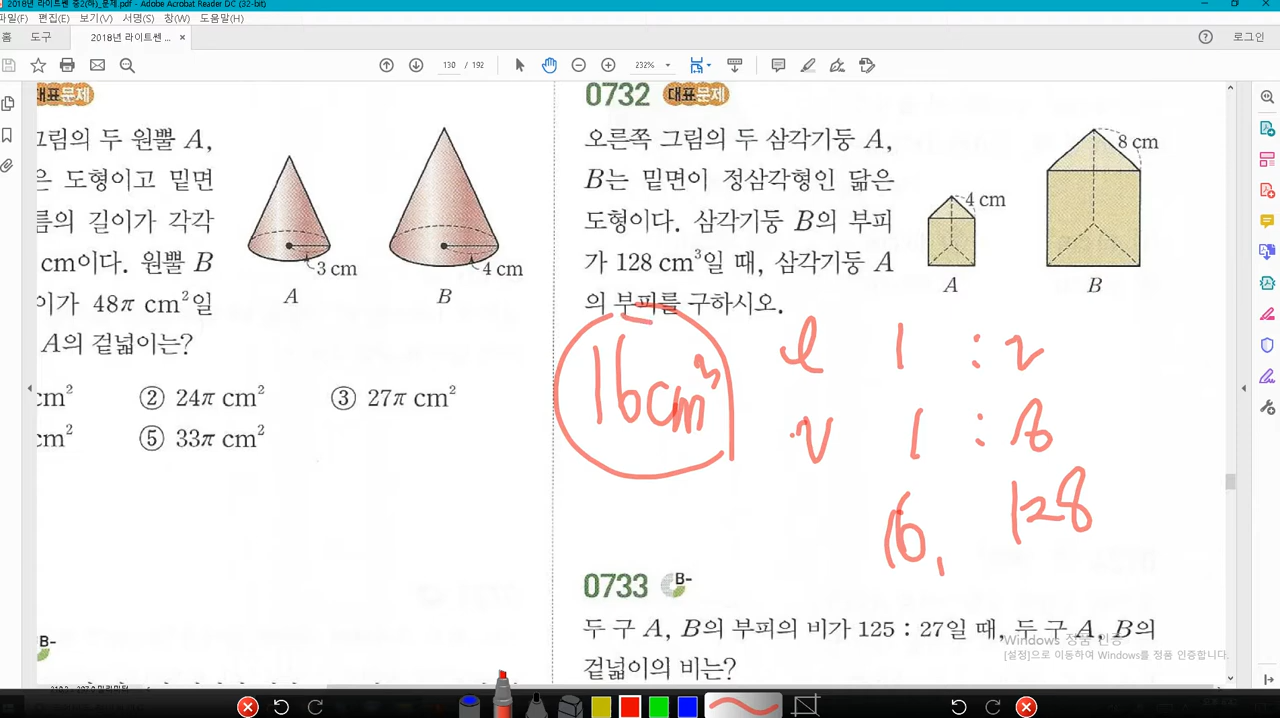 2018년 라이트쎈 중2(하)_문제.pdf - Adobe Acrobat Reader DC (32-bit)
파일(F) 편집(E) 보기(V) 서명(S) 창(W) 도움말(H)
홈 도구 2018년 라이트쎈 ... × 로그인
130 / 192 232%
대표문제
그림의 두 원뿔 A,
은 도형이고 밑면
름의 길이가 각각
cm이다. 원뿔 B
이가 48π cm²일
A의 겉넓이는?
3 cm
4 cm
A B
cm² ② 24π cm² ③ 27π cm²
cm² ⑤ 33π cm²
B-
0732 대표문제
오른쪽 그림의 두 삼각기둥 A,
B는 밑면이 정삼각형인 닮은
도형이다. 삼각기둥 B의 부피
가 128 cm³일 때, 삼각기둥 A
의 부피를 구하시오.
8 cm
4 cm
A B
16cm³
l 1 : 2
v 1 : 8
16, 128
0733 B-
두 구 A, B의 부피의 비가 125 : 27일 때, 두 구 A, B의
겉넓이의 비는?
Windows 정품 인증
[설정]으로 이동하여 Windows를 정품 인증합니다.